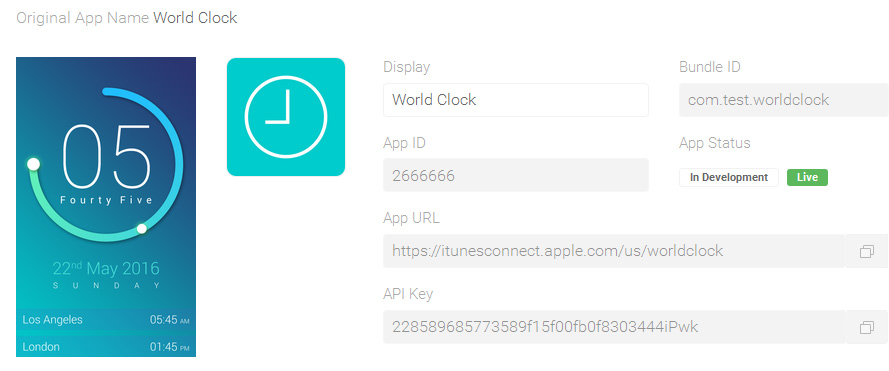 Original App Name World Clock
05
Fourty Five
22nd May 2016
SUNDAY
Los Angeles 05:45 AM
London 01:45 PM
Display
World Clock
Bundle ID
com.test.worldclock
App ID
2666666
App Status
In Development Live
App URL
https://itunesconnect.apple.com/us/worldclock
API Key
228589685773589f15f00fb0f8303444iPwk